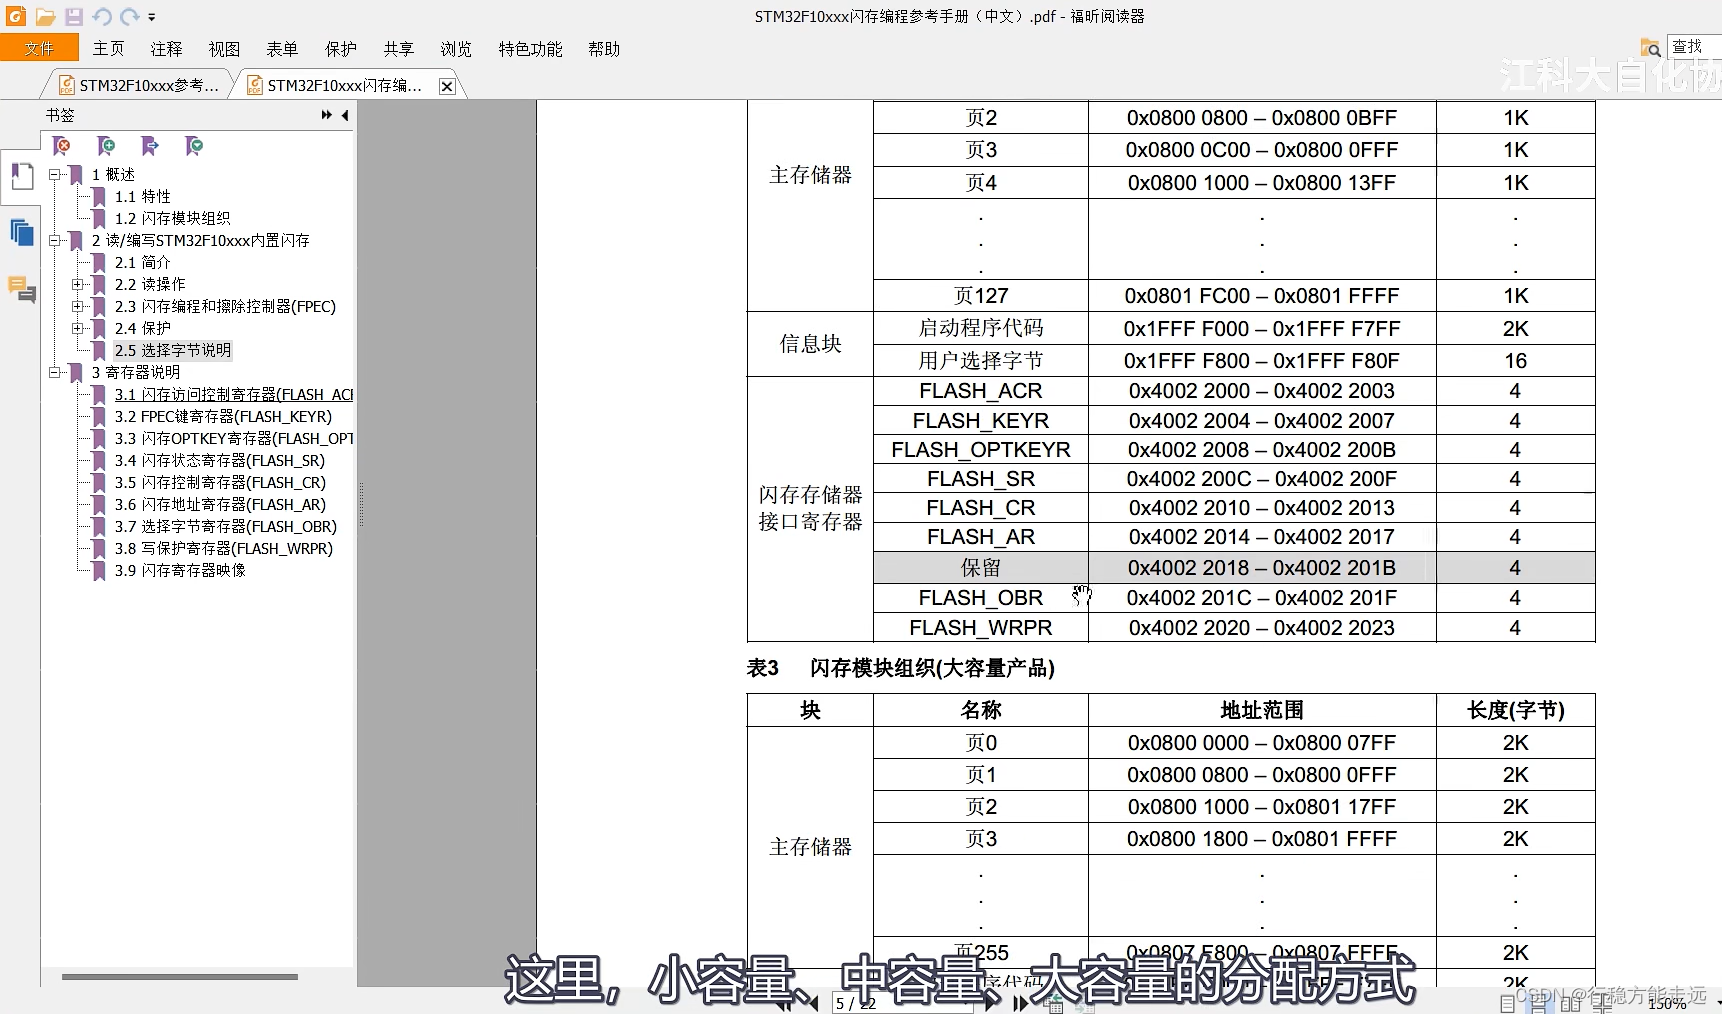 STM32F10xxx闪存编程参考手册（中文）.pdf - 福昕阅读器
文件 主页 注释 视图 表单 保护 共享 浏览 特色功能 帮助
查找
江科大自化协
STM32F10xxx参考... STM32F10xxx闪存编...
书签
1 概述
1.1 特性
1.2 闪存模块组织
2 读/编写STM32F10xxx内置闪存
2.1 简介
2.2 读操作
2.3 闪存编程和擦除控制器(FPEC)
2.4 保护
2.5 选择字节说明
3 寄存器说明
3.1 闪存访问控制寄存器(FLASH_ACR
3.2 FPEC键寄存器(FLASH_KEYR)
3.3 闪存OPTKEY寄存器(FLASH_OPT
3.4 闪存状态寄存器(FLASH_SR)
3.5 闪存控制寄存器(FLASH_CR)
3.6 闪存地址寄存器(FLASH_AR)
3.7 选择字节寄存器(FLASH_OBR)
3.8 写保护寄存器(FLASH_WRPR)
3.9 闪存寄存器映像
主存储器
页2 0x0800 0800 – 0x0800 0BFF 1K
页3 0x0800 0C00 – 0x0800 0FFF 1K
页4 0x0800 1000 – 0x0800 13FF 1K
. . .
. . .
. . .
页127 0x0801 FC00 – 0x0801 FFFF 1K
信息块
启动程序代码 0x1FFF F000 – 0x1FFF F7FF 2K
用户选择字节 0x1FFF F800 – 0x1FFF F80F 16
闪存存储器
接口寄存器
FLASH_ACR 0x4002 2000 – 0x4002 2003 4
FLASH_KEYR 0x4002 2004 – 0x4002 2007 4
FLASH_OPTKEYR 0x4002 2008 – 0x4002 200B 4
FLASH_SR 0x4002 200C – 0x4002 200F 4
FLASH_CR 0x4002 2010 – 0x4002 2013 4
FLASH_AR 0x4002 2014 – 0x4002 2017 4
保留 0x4002 2018 – 0x4002 201B 4
FLASH_OBR 0x4002 201C – 0x4002 201F 4
FLASH_WRPR 0x4002 2020 – 0x4002 2023 4
表3 闪存模块组织(大容量产品)
块 名称 地址范围 长度(字节)
主存储器
页0 0x0800 0000 – 0x0800 07FF 2K
页1 0x0800 0800 – 0x0800 0FFF 2K
页2 0x0800 1000 – 0x0801 17FF 2K
页3 0x0800 1800 – 0x0801 FFFF 2K
. . .
. . .
. . .
页255 0x0807 F800 – 0x0807 FFFF 2K
序代码 2K
这里，小容量、中容量、大容量的分配方式
5 / 22
150%
CSDN @行稳方能走远